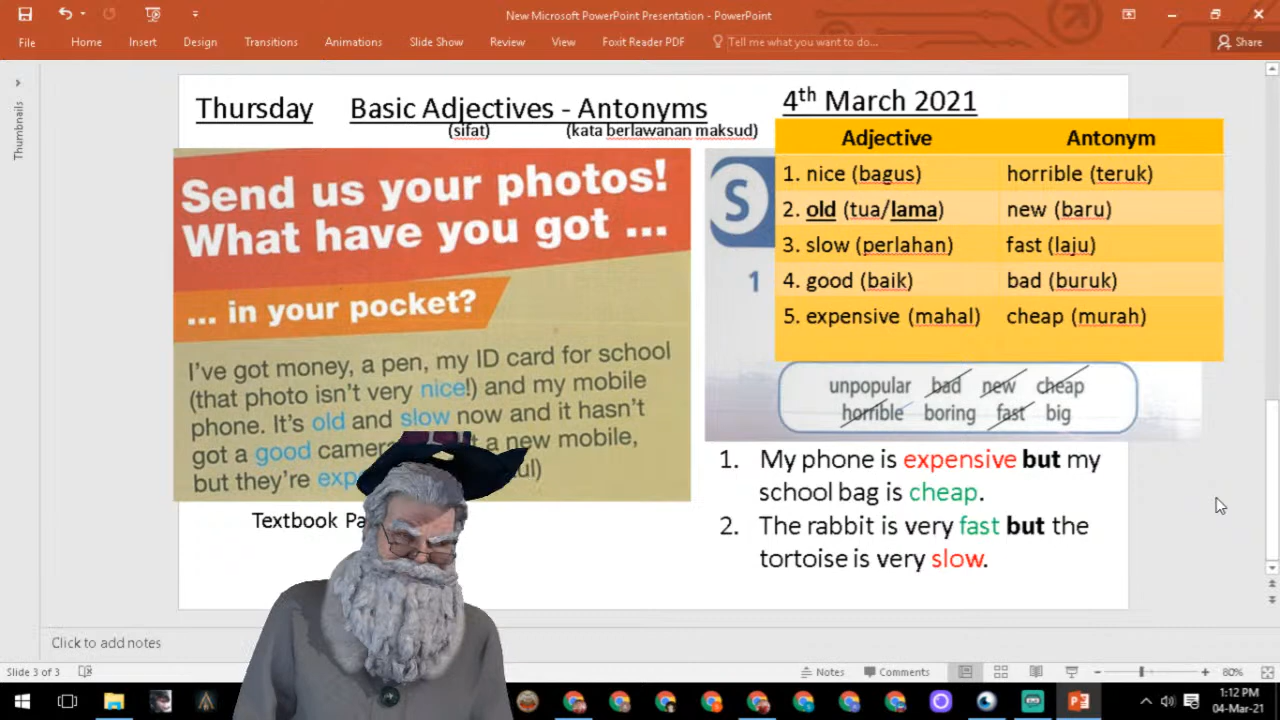 New Microsoft PowerPoint Presentation - PowerPoint
File Home Insert Design Transitions Animations Slide Show Review View Foxit Reader PDF Tell me what you want to do... Share
Thumbnails
Thursday Basic Adjectives - Antonyms 4th March 2021
(sifat) (kata berlawanan maksud)
Send us your photos!
What have you got ...
... in your pocket?
I've got money, a pen, my ID card for school
(that photo isn't very nice!) and my mobile
phone. It's old and slow now and it hasn't
got a good a new mobile,
but they're
Textbook
S
1
Adjective Antonym
1. nice (bagus) horrible (teruk)
2. old (tua/lama) new (baru)
3. slow (perlahan) fast (laju)
4. good (baik) bad (buruk)
5. expensive (mahal) cheap (murah)
unpopular bad new cheap
horrible boring fast big
1. My phone is expensive but my
school bag is cheap.
2. The rabbit is very fast but the
tortoise is very slow.
Click to add notes
Slide 3 of 3 Notes Comments 80%
1:12 PM
04-Mar-21